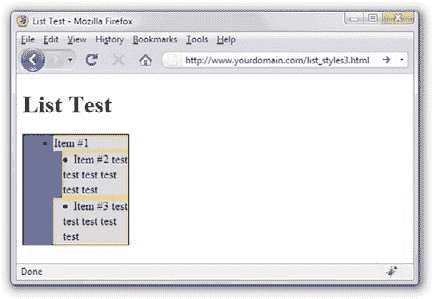 List Test - Mozilla Firefox
File Edit View History Bookmarks Tools Help
http://www.yourdomain.com/list_styles3.html
List Test
• Item #1
• Item #2 test
test test test
test test
• Item #3 test
test test test
test
Done